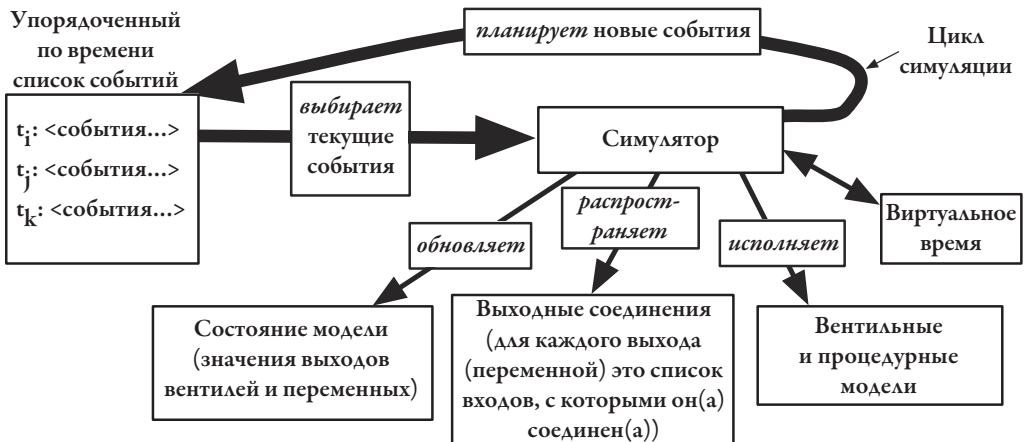 Упорядоченный
по времени
список событий
планирует новые события
Цикл
симуляции
выбирает
текущие
события
tᵢ: <события...>
tⱼ: <события...>
tₖ: <события...>
Симулятор
Виртуальное
время
обновляет
распрост-
раняет
исполняет
Состояние модели
(значения выходов
вентилей и переменных)
Выходные соединения
(для каждого выхода
(переменной) это список
входов, с которыми он(а)
соединен(а))
Вентильные
и процедурные
модели